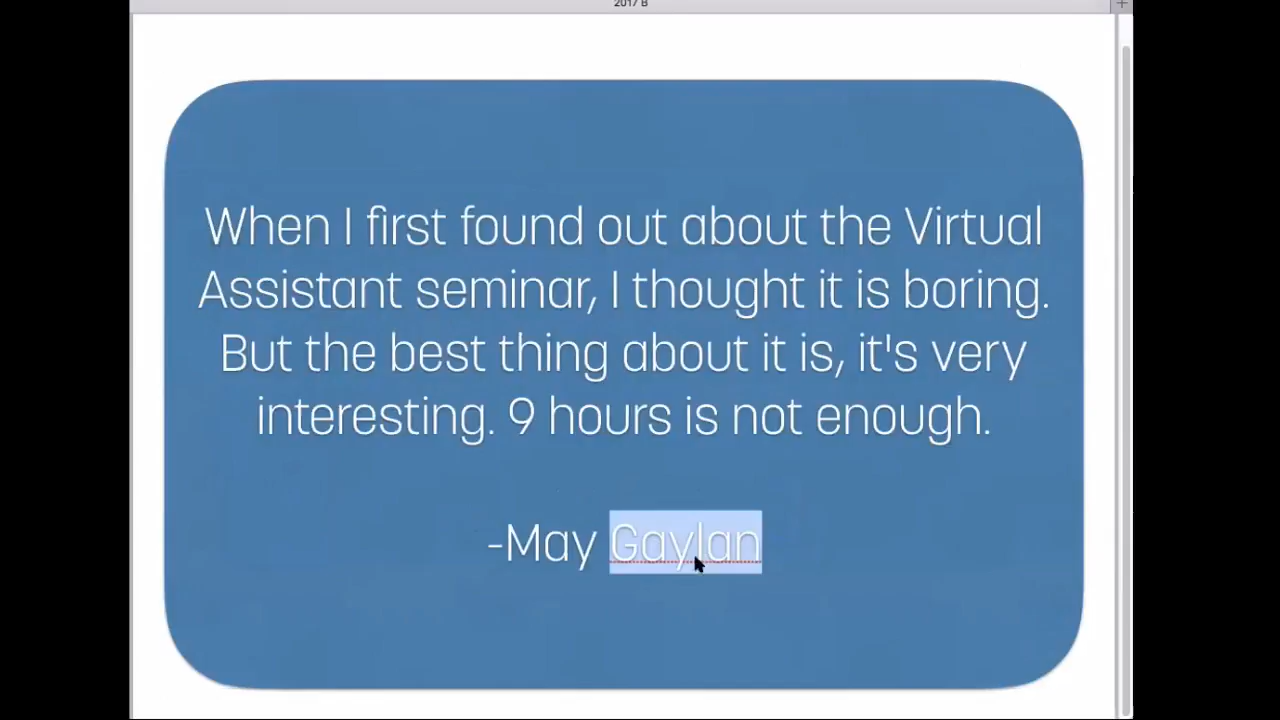 2017 B
When I first found out about the Virtual
Assistant seminar, I thought it is boring.
But the best thing about it is, it's very
interesting. 9 hours is not enough.
-May Gaylan